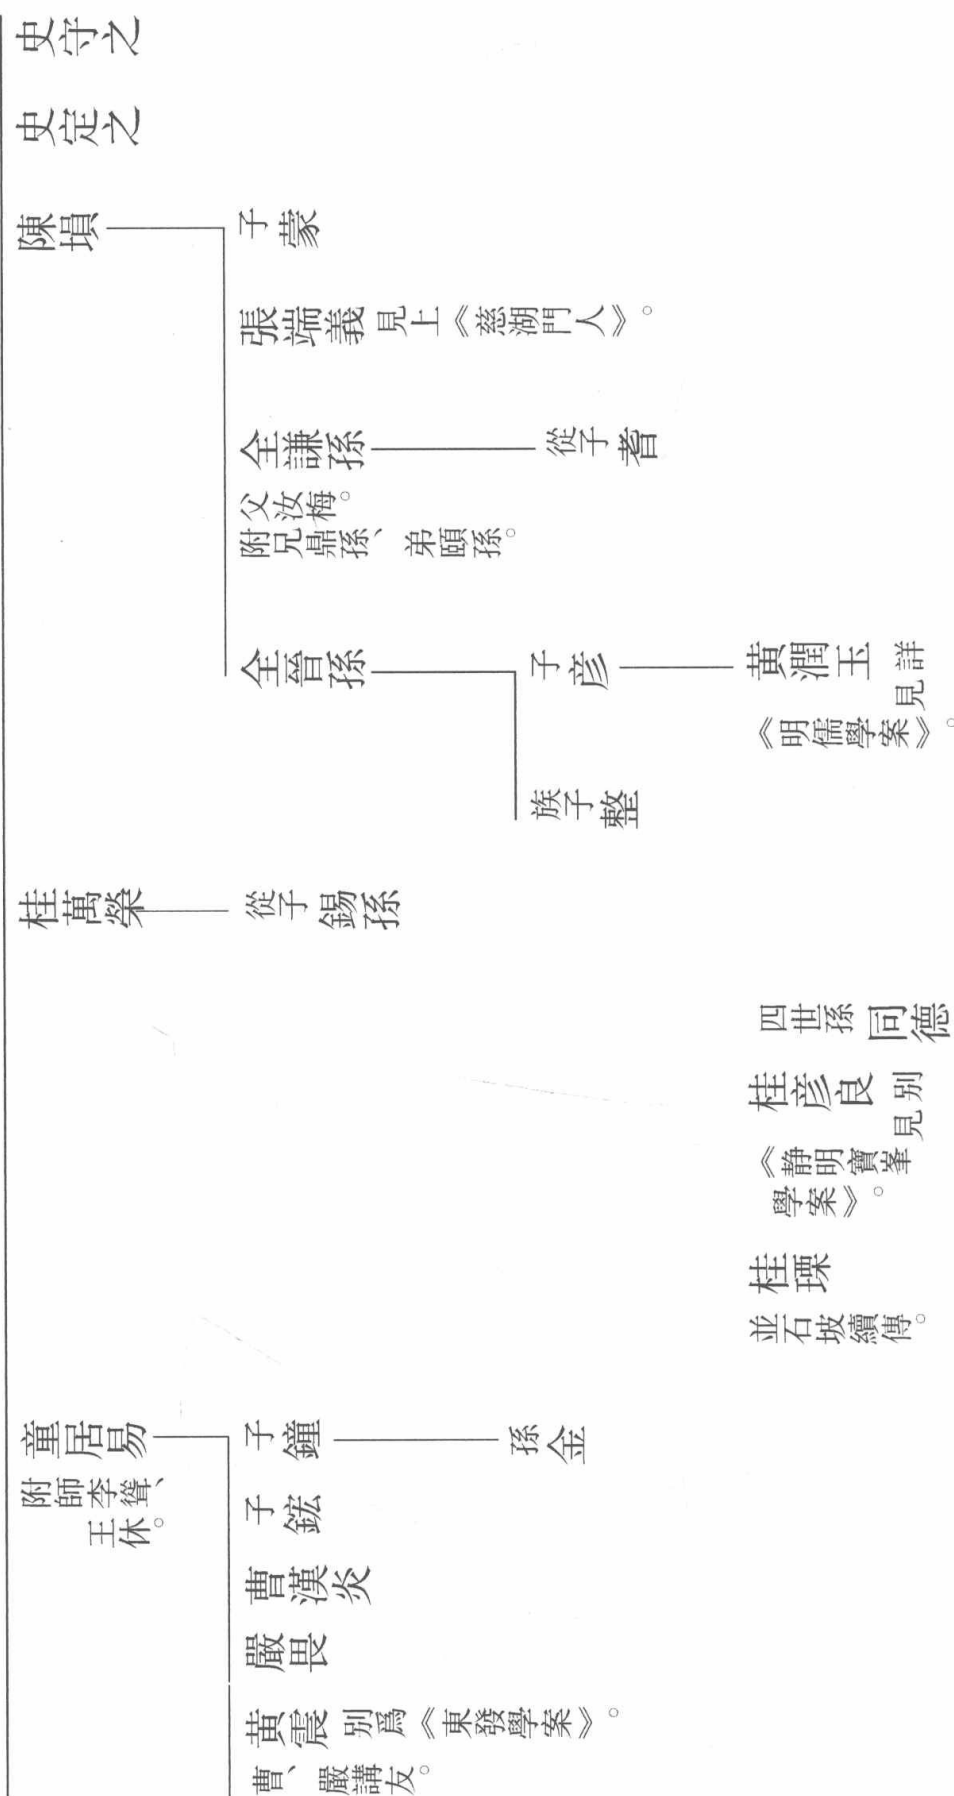 史守之
史定之
陳塤
子蒙
張端義 見上《慈湖門人》。
全謙孫
從子耆
父汝梅。
附兄鼎孫、弟頤孫。
全晉孫
子彥
黃潤玉 詳見
《明儒學案》。
族子整
桂萬榮
從子錫孫
四世孫同德
桂彥良 別見
《靜明寶峯
學案》。
桂瑮
並石坡續傳。
童居易
子鐘
孫金
附師李聳、
王休。
子鋐
曹漢炎
嚴畏
黃震 別爲《東發學案》。
曹、嚴講友。